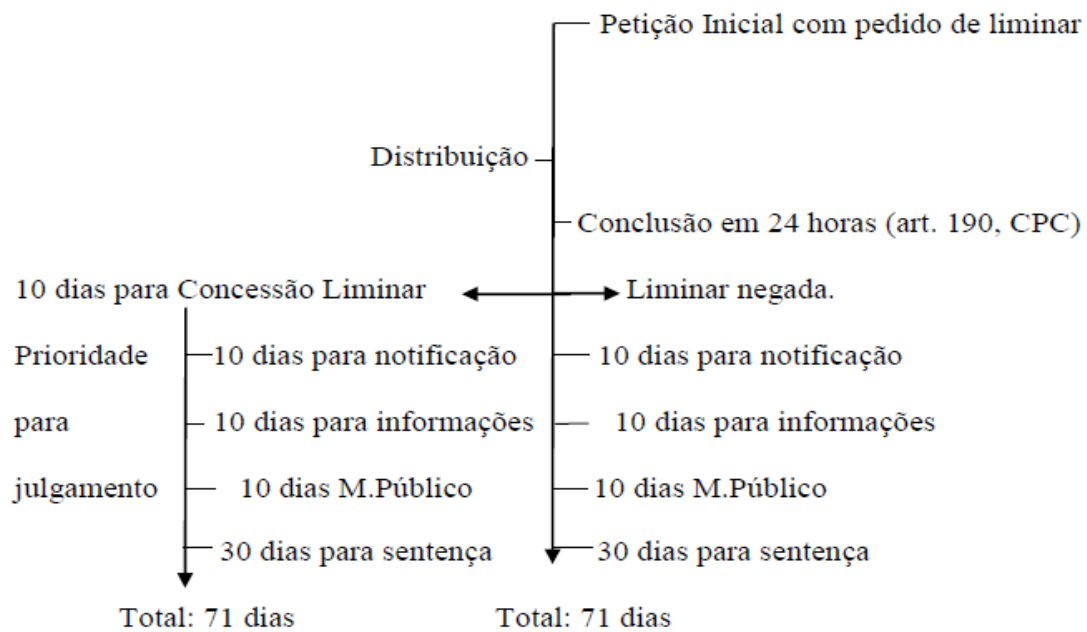 Petição Inicial com pedido de liminar
Distribuição
Conclusão em 24 horas (art. 190, CPC)
10 dias para Concessão Liminar
Liminar negada.
Prioridade
10 dias para notificação
10 dias para notificação
para
10 dias para informações
10 dias para informações
julgamento
10 dias M.Público
10 dias M.Público
30 dias para sentença
30 dias para sentença
Total: 71 dias
Total: 71 dias